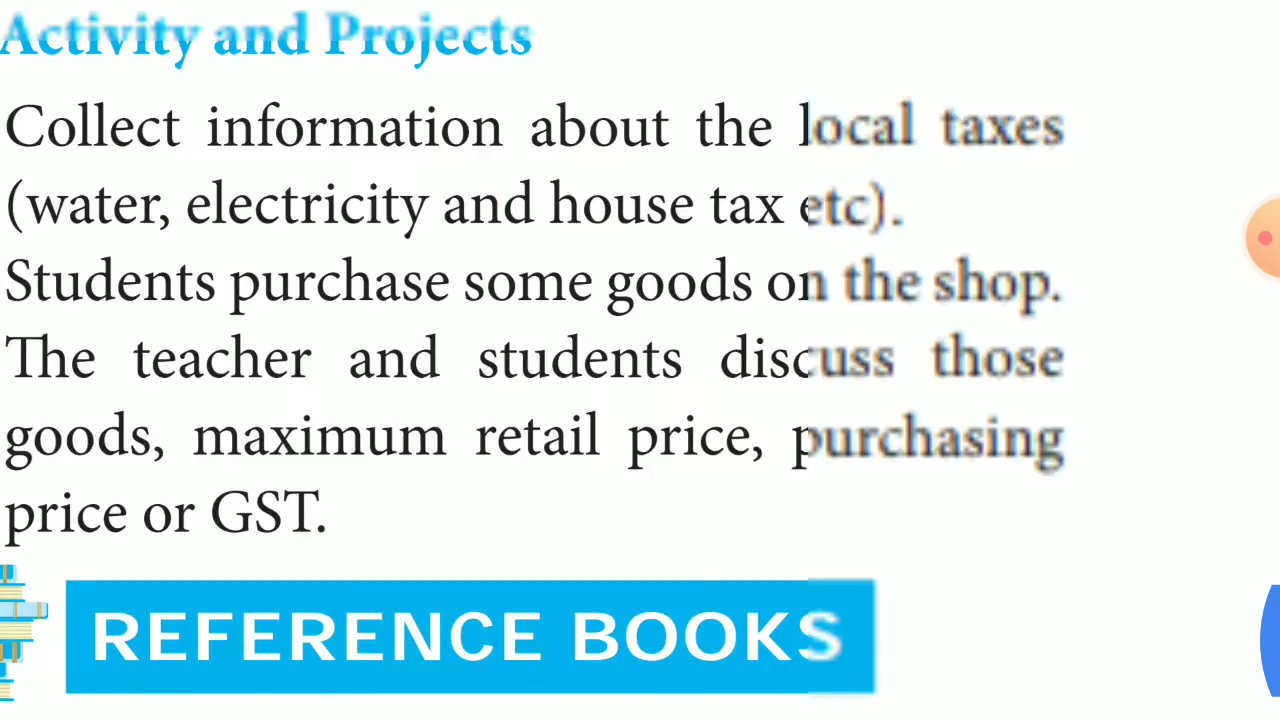 Activity and Projects
Collect information about the local taxes
(water, electricity and house tax etc).
Students purchase some goods on the shop.
The teacher and students discuss those
goods, maximum retail price, purchasing
price or GST.
REFERENCE BOOKS